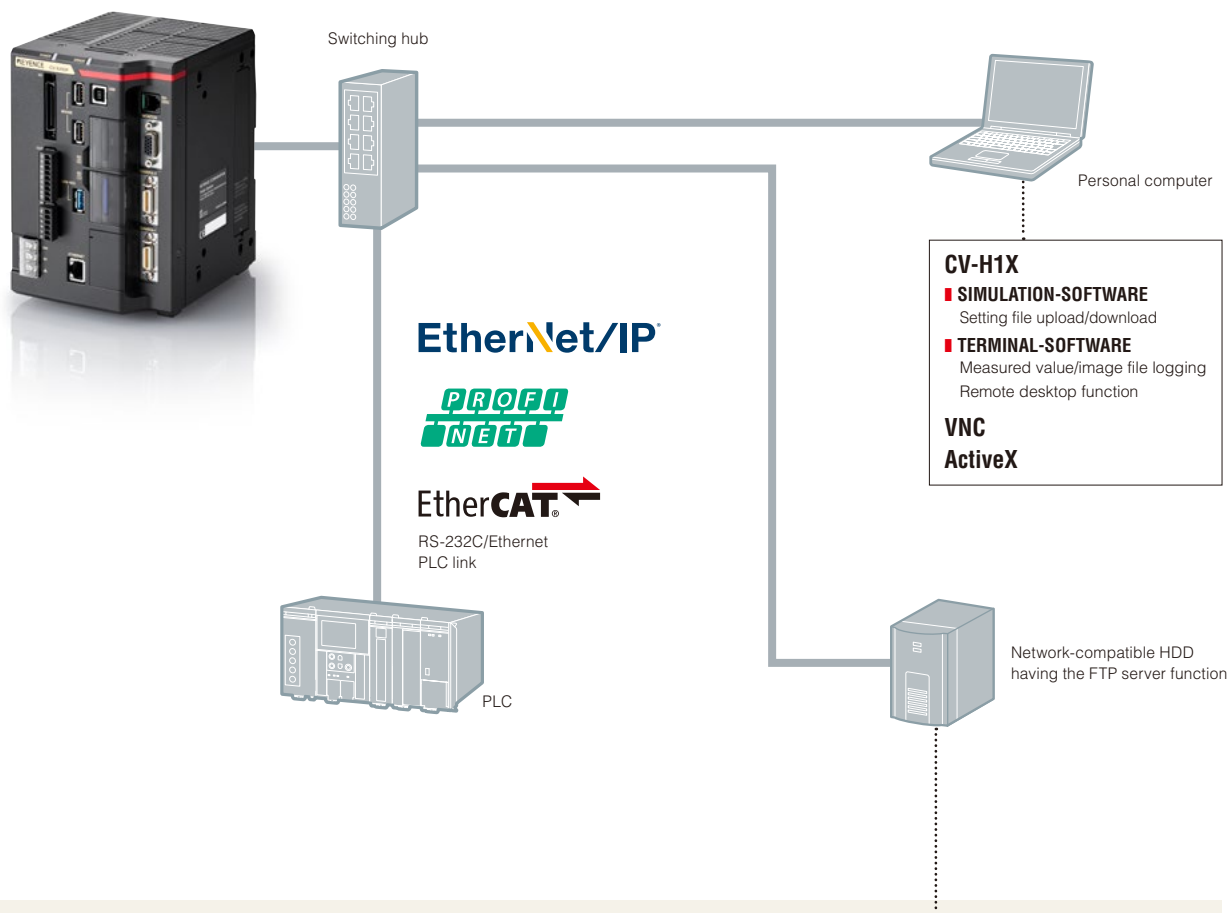 Switching hub
KEYENCE
Personal computer
CV-H1X
SIMULATION-SOFTWARE
Setting file upload/download
TERMINAL-SOFTWARE
Measured value/image file logging
Remote desktop function
VNC
ActiveX
EtherNet/IP
PROFI
NET
EtherCAT®
RS-232C/Ethernet
PLC link
PLC
Network-compatible HDD
having the FTP server function